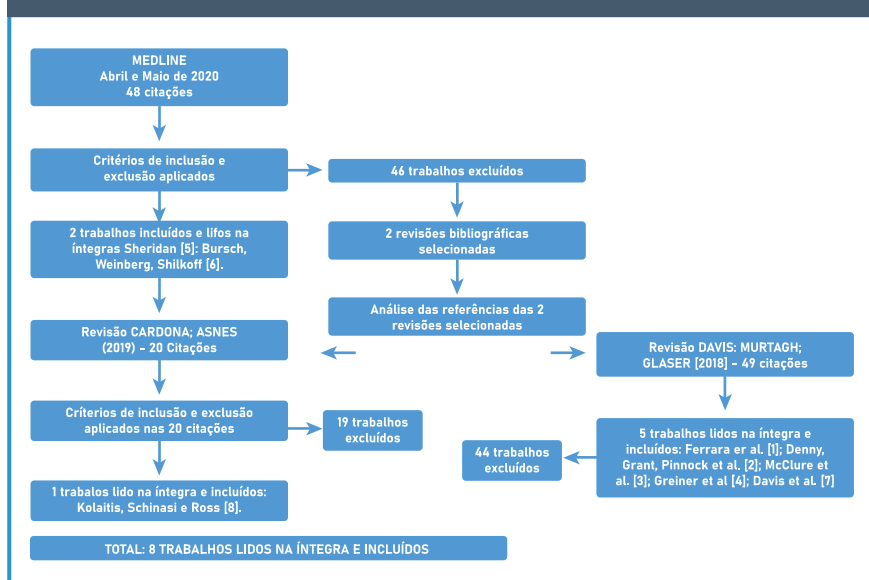 MEDLINE
Abril e Maio de 2020
48 citações
Critérios de inclusão e
exclusão aplicados
46 trabalhos excluídos
2 trabalhos incluídos e lifos na
íntegras Sheridan [5]: Bursch,
Weinberg, Shilkoff [6].
2 revisões bibliográficas
selecionadas
Análise das referências das 2
revisões selecionadas
Revisão CARDONA; ASNES
(2019) – 20 Citações
Revisão DAVIS: MURTAGH;
GLASER [2018] – 49 citações
Críterios de inclusão e exclusão
aplicados nas 20 citações
19 trabalhos
excluídos
44 trabalhos
excluídos
5 trabalhos lidos na íntegra e
incluídos: Ferrara er al. [1]; Denny,
Grant, Pinnock et al. [2]; McClure et
al. [3]; Greiner et al [4]; Davis et al. [7]
1 trabalos lido na íntegra e incluídos:
Kolaitis, Schinasi e Ross [8].
TOTAL: 8 TRABALHOS LIDOS NA ÍNTEGRA E INCLUÍDOS